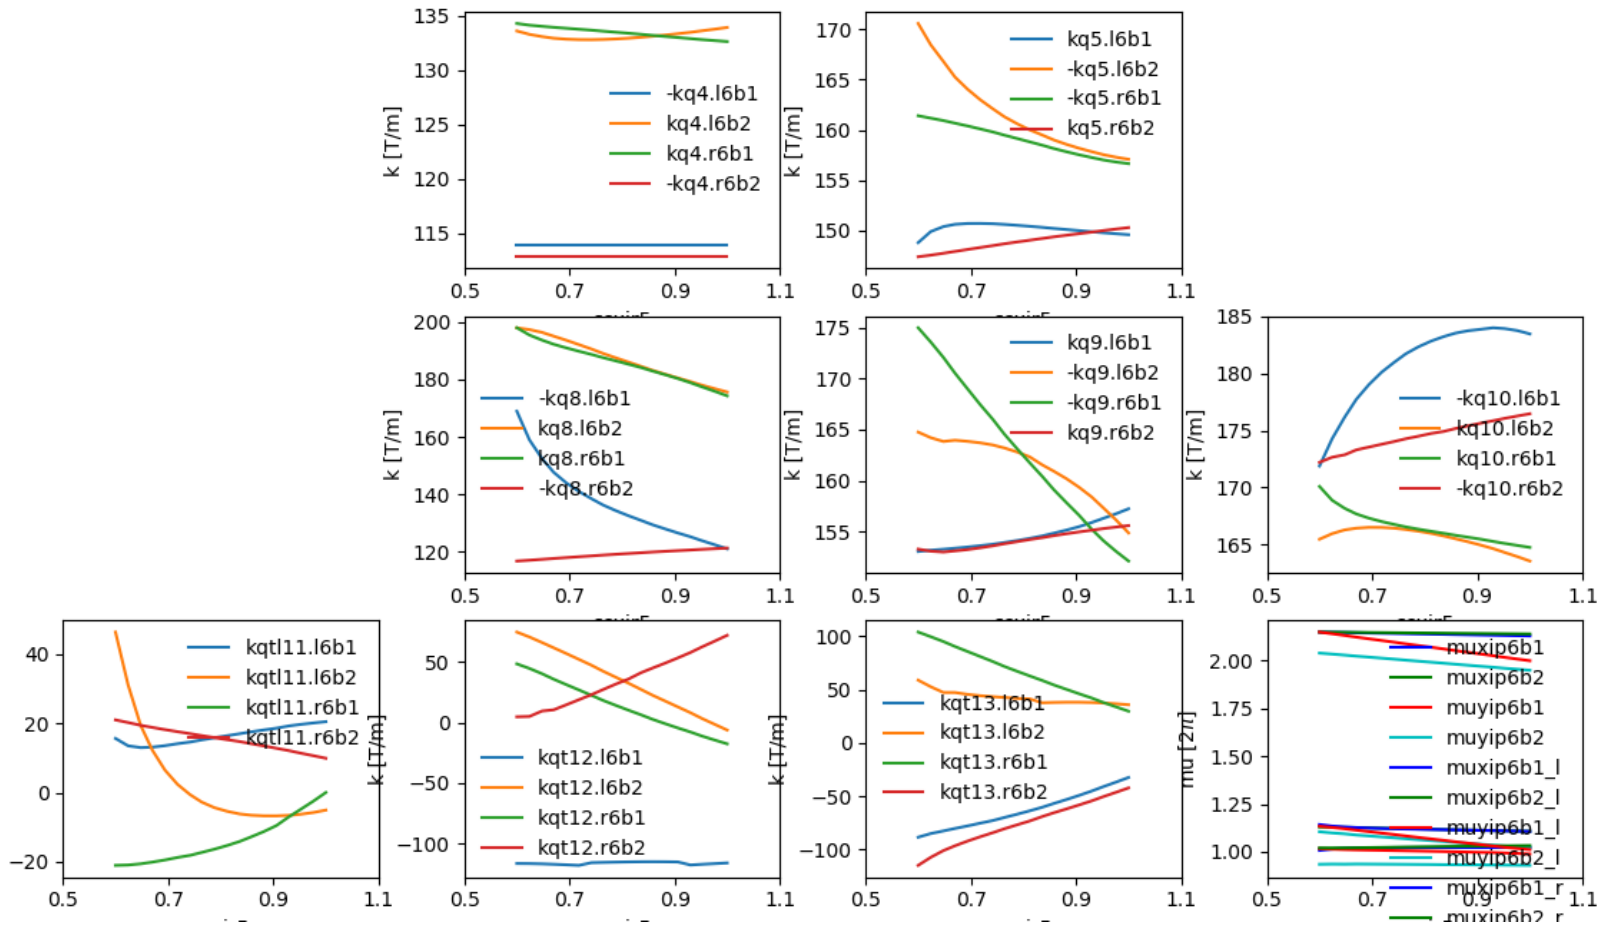 135
130
125
120
115
k [T/m]
-kq4.l6b1
kq4.l6b2
kq4.r6b1
-kq4.r6b2
0.5 0.7 0.9 1.1
170
165
160
155
150
k [T/m]
kq5.l6b1
-kq5.l6b2
-kq5.r6b1
kq5.r6b2
0.5 0.7 0.9 1.1
200
180
160
140
120
k [T/m]
-kq8.l6b1
kq8.l6b2
kq8.r6b1
-kq8.r6b2
0.5 0.7 0.9 1.1
175
170
165
160
155
k [T/m]
kq9.l6b1
-kq9.l6b2
-kq9.r6b1
kq9.r6b2
0.5 0.7 0.9 1.1
185
180
175
170
165
k [T/m]
-kq10.l6b1
kq10.l6b2
kq10.r6b1
-kq10.r6b2
0.5 0.7 0.9 1.1
40
20
0
−20
kqtl11.l6b1
kqtl11.l6b2
kqtl11.r6b1
kqtl11.r6b2
0.5 0.7 0.9 1.1
50
0
−50
−100
k [T/m]
kqt12.l6b1
kqt12.l6b2
kqt12.r6b1
kqt12.r6b2
0.5 0.7 0.9 1.1
100
50
0
−50
−100
k [T/m]
kqt13.l6b1
kqt13.l6b2
kqt13.r6b1
kqt13.r6b2
0.5 0.7 0.9 1.1
2.00
1.75
1.50
1.25
1.00
mu [2π]
muxip6b1
muxip6b2
muyip6b1
muyip6b2
muxip6b1_l
muxip6b2_l
muyip6b1_l
muyip6b2_l
muxip6b1_r
muxip6b2_r
0.5 0.7 0.9 1.1